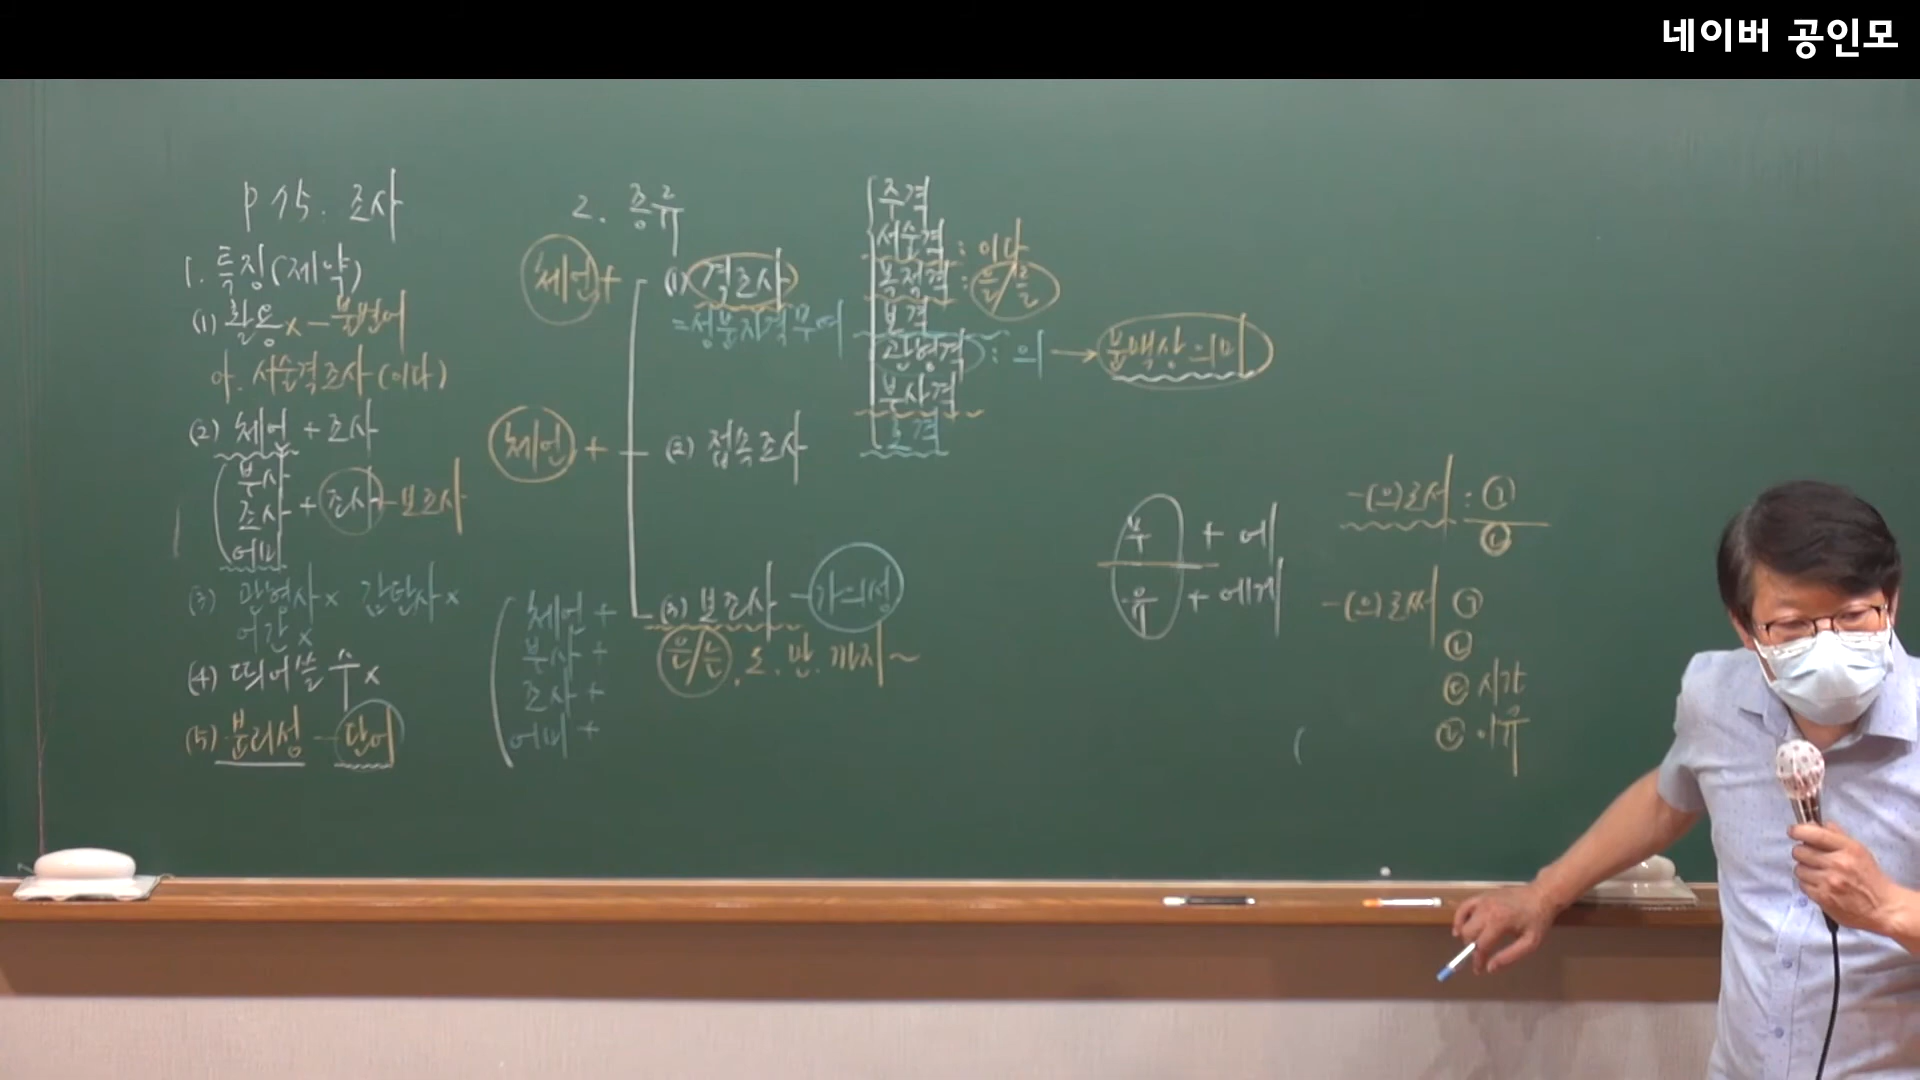 네이버 공인모
P 15. 조사
1. 특징(제약)
(1) 활용x - 불변어
아. 서술격조사(이다)
(2) 체언 + 조사
부사
조사 + 조사 - 보조사
어미
(3) 관형사x 감탄사x
어간x
(4) 띄어쓸 수 x
(5) 분리성 - 단어
2. 종류
체언 +
(1) 격조사
=성분자격 부여
주격
서술격 : 이다
목적격 : 을/를
보격
관형격 : 의 → 문맥상 의미
부사격
호격
체언 + (2) 접속조사
(3) 보조사 - 가의성
은/는, 도. 만. 까지~
체언 +
부사 +
조사 +
어미 +
무 + 에
유 + 에게
-(으)로서 : ㉠
㉡
-(으)로써 ㉠
㉡
㉢ 시간
이유